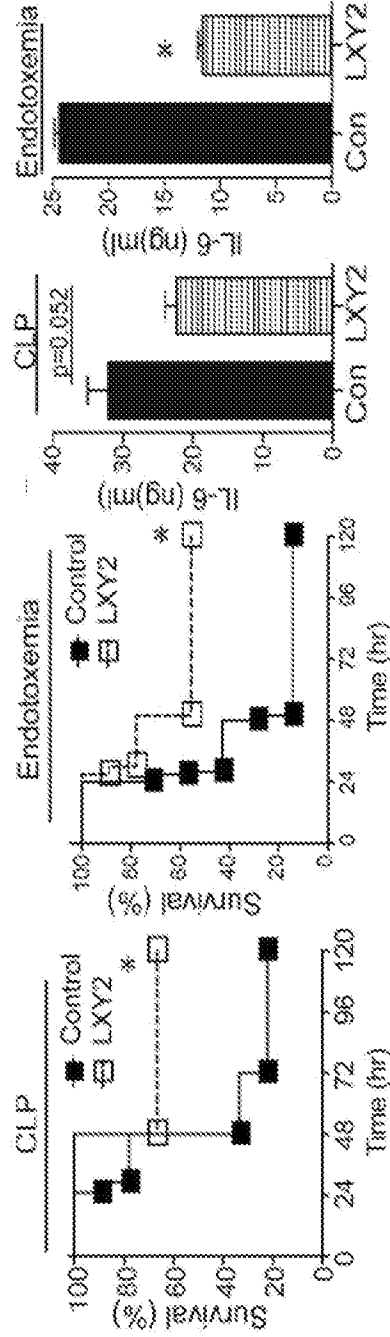 CLP
Control
LXY2
Survival (%)
100
80
60
40
20
0
*
0 24 48 72 96 120
Time (hr)
Endotoxemia
Control
LXY2
Survival (%)
100
80
60
40
20
0
*
0 24 48 72 96 120
Time (hr)
CLP
p=0.052
IL-6 (ng)ml)
40
30
20
10
0
Con LXY2
Endotoxemia
*
IL-6 (ng)ml)
25
20
15
10
5
0
Con LXY2